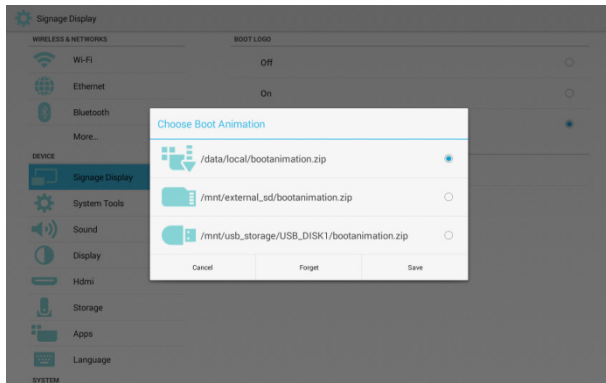 Signage Display
WIRELESS & NETWORKS
Wi-Fi
Ethernet
Bluetooth
More...
DEVICE
Signage Display
System Tools
Sound
Display
Hdmi
Storage
Apps
Language
SYSTEM
BOOT LOGO
Off
On
Choose Boot Animation
/data/local/bootanimation.zip
/mnt/external_sd/bootanimation.zip
/mnt/usb_storage/USB_DISK1/bootanimation.zip
Cancel Forget Save